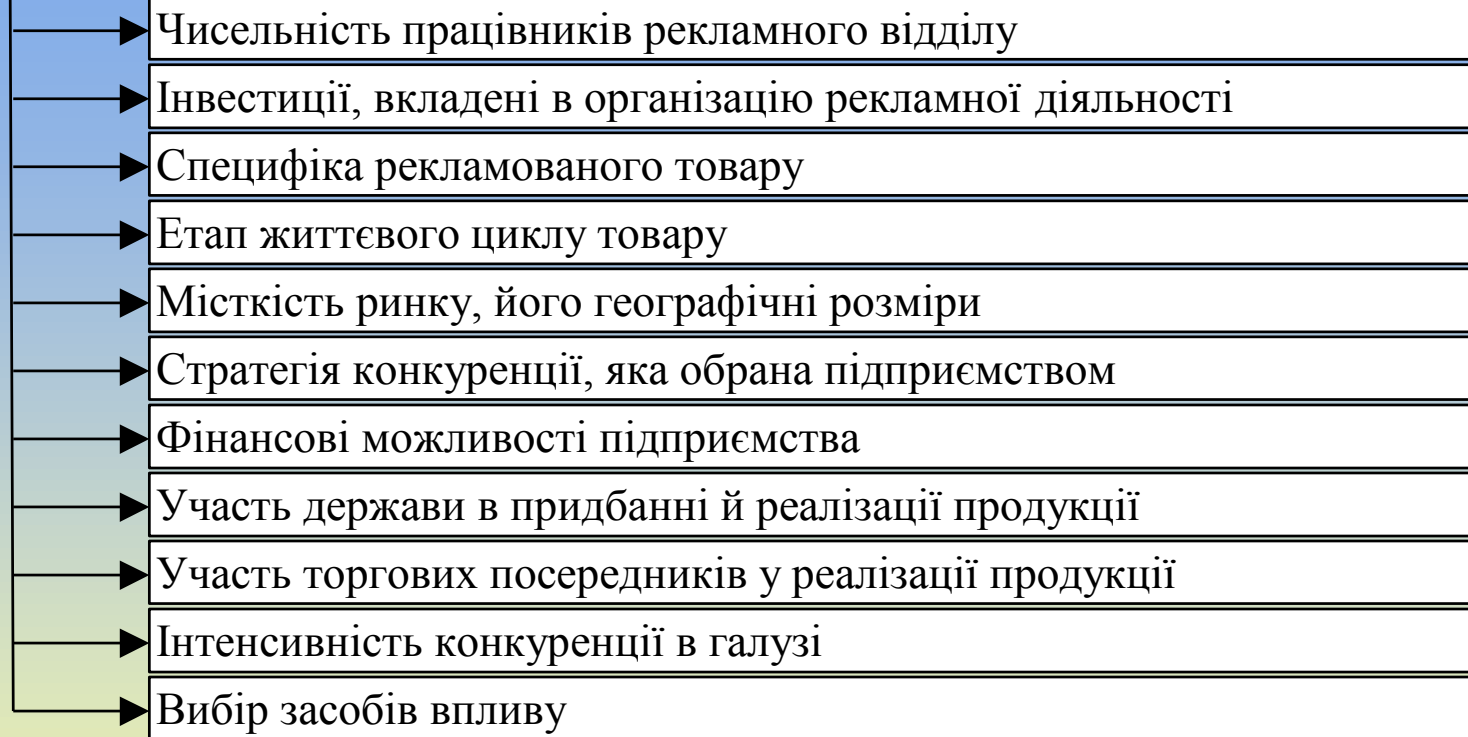 Чисельність працівників рекламного відділу
Інвестиції, вкладені в організацію рекламної діяльності
Специфіка рекламованого товару
Етап життєвого циклу товару
Місткість ринку, його географічні розміри
Стратегія конкуренції, яка обрана підприємством
Фінансові можливості підприємства
Участь держави в придбанні й реалізації продукції
Участь торгових посередників у реалізації продукції
Інтенсивність конкуренції в галузі
Вибір засобів впливу